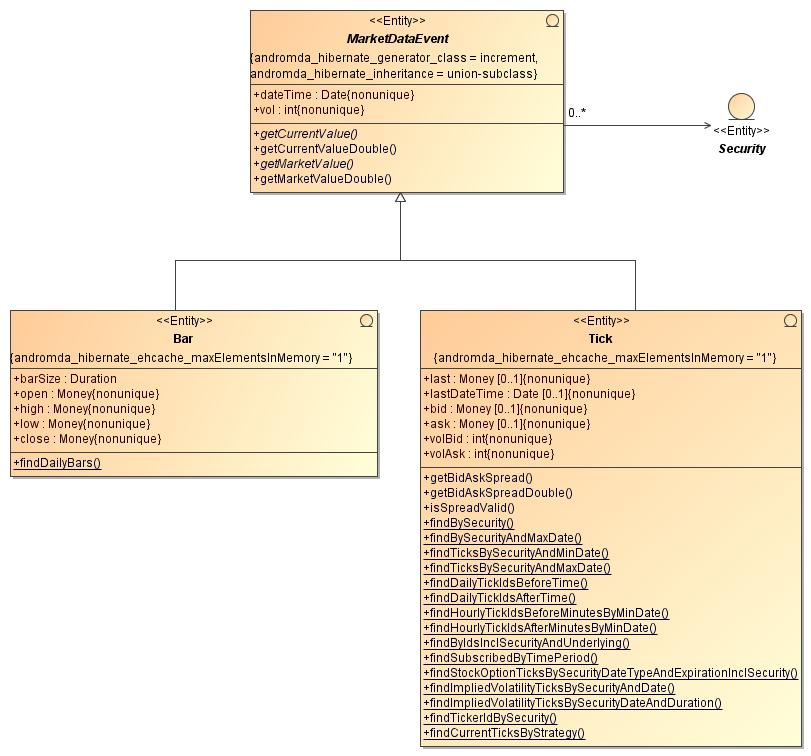 <<Entity>>
MarketDataEvent
{andromda_hibernate_generator_class = increment,
andromda_hibernate_inheritance = union-subclass}
+dateTime : Date{nonunique}
+vol : int{nonunique}
+getCurrentValue()
+getCurrentValueDouble()
+getMarketValue()
+getMarketValueDouble()
0..*
<<Entity>>
Security
<<Entity>>
Bar
{andromda_hibernate_ehcache_maxElementsInMemory = "1"}
+barSize : Duration
+open : Money{nonunique}
+high : Money{nonunique}
+low : Money{nonunique}
+close : Money{nonunique}
+findDailyBars()
<<Entity>>
Tick
{andromda_hibernate_ehcache_maxElementsInMemory = "1"}
+last : Money [0..1]{nonunique}
+lastDateTime : Date [0..1]{nonunique}
+bid : Money [0..1]{nonunique}
+ask : Money [0..1]{nonunique}
+volBid : int{nonunique}
+volAsk : int{nonunique}
+getBidAskSpread()
+getBidAskSpreadDouble()
+isSpreadValid()
+findBySecurity()
+findBySecurityAndMaxDate()
+findTicksBySecurityAndMinDate()
+findTicksBySecurityAndMaxDate()
+findDailyTickIdsBeforeTime()
+findDailyTickIdsAfterTime()
+findHourlyTickIdsBeforeMinutesByMinDate()
+findHourlyTickIdsAfterMinutesByMinDate()
+findByIdsInclSecurityAndUnderlying()
+findSubscribedByTimePeriod()
+findStockOptionTicksBySecurityDateTypeAndExpirationInclSecurity()
+findImpliedVolatilityTicksBySecurityAndDate()
+findImpliedVolatilityTicksBySecurityDateAndDuration()
+findTickerIdBySecurity()
+findCurrentTicksByStrategy()